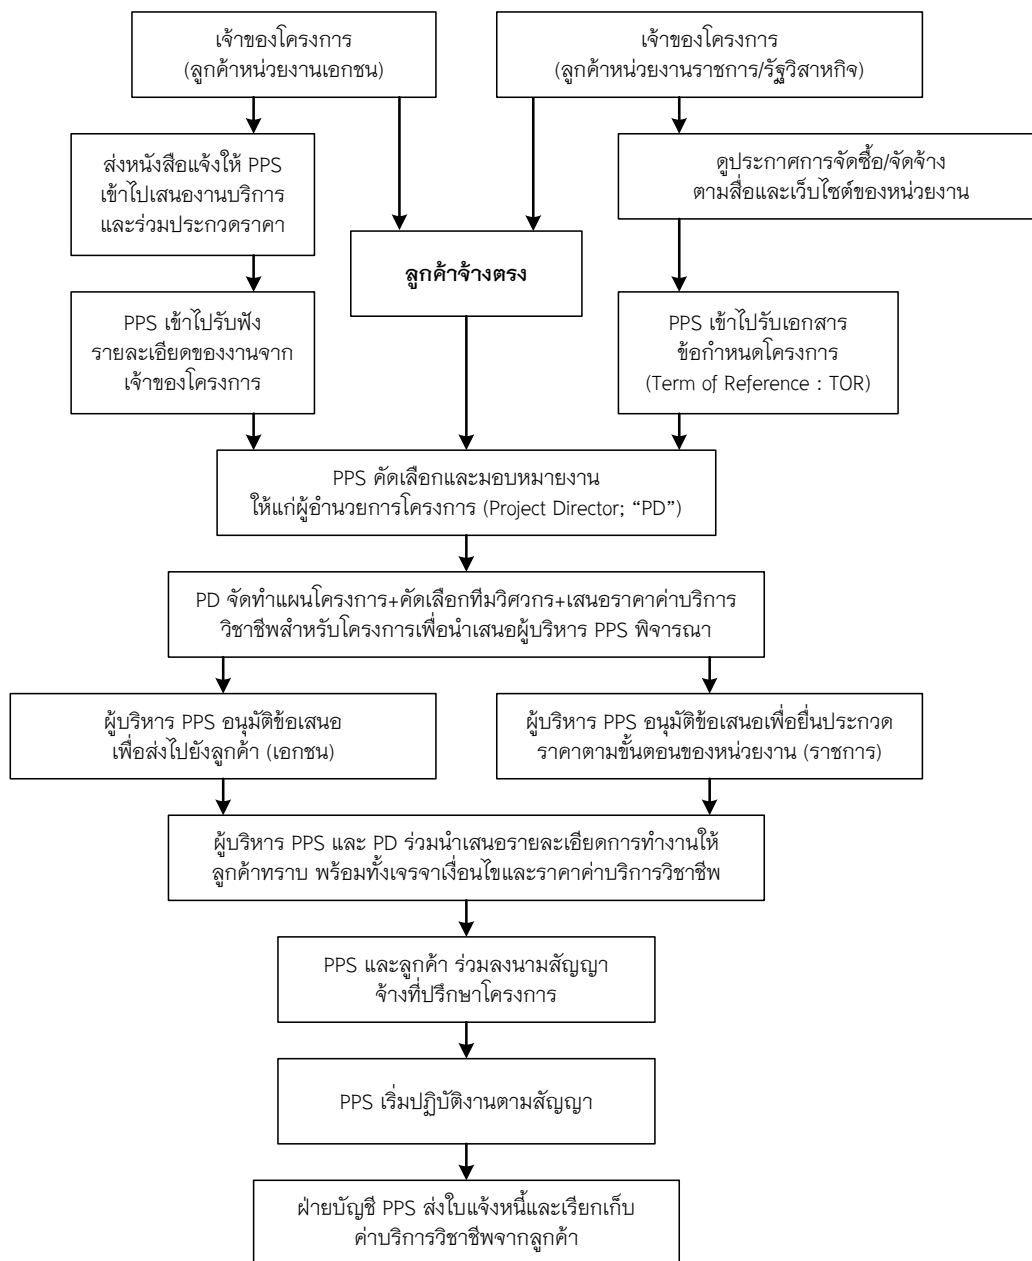 เจ้าของโครงการ
(ลูกค้าหน่วยงานเอกชน)
เจ้าของโครงการ
(ลูกค้าหน่วยงานราชการ/รัฐวิสาหกิจ)
ส่งหนังสือแจ้งให้ PPS
เข้าไปเสนองานบริการ
และร่วมประกวดราคา
ดูประกาศการจัดซื้อ/จัดจ้าง
ตามสื่อและเว็บไซต์ของหน่วยงาน
ลูกค้าจ้างตรง
PPS เข้าไปรับฟัง
รายละเอียดของงานจาก
เจ้าของโครงการ
PPS เข้าไปรับเอกสาร
ข้อกำหนดโครงการ
(Term of Reference : TOR)
PPS คัดเลือกและมอบหมายงาน
ให้แก่ผู้อำนวยการโครงการ (Project Director; “PD”)
PD จัดทำแผนโครงการ+คัดเลือกทีมวิศวกร+เสนอราคาค่าบริการ
วิชาชีพสำหรับโครงการเพื่อนำเสนอผู้บริหาร PPS พิจารณา
ผู้บริหาร PPS อนุมัติข้อเสนอ
เพื่อส่งไปยังลูกค้า (เอกชน)
ผู้บริหาร PPS อนุมัติข้อเสนอเพื่อยื่นประกวด
ราคาตามขั้นตอนของหน่วยงาน (ราชการ)
ผู้บริหาร PPS และ PD ร่วมนำเสนอรายละเอียดการทำงานให้
ลูกค้าทราบ พร้อมทั้งเจรจาเงื่อนไขและราคาค่าบริการวิชาชีพ
PPS และลูกค้า ร่วมลงนามสัญญา
จ้างที่ปรึกษาโครงการ
PPS เริ่มปฏิบัติงานตามสัญญา
ฝ่ายบัญชี PPS ส่งใบแจ้งหนี้และเรียกเก็บ
ค่าบริการวิชาชีพจากลูกค้า